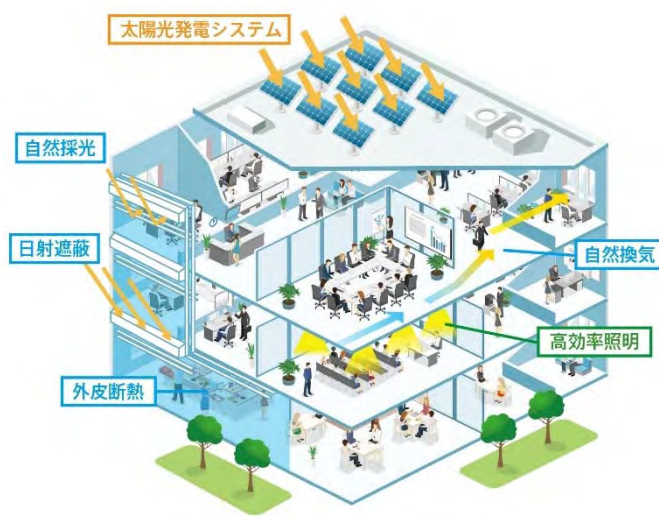 太陽光発電システム
自然採光
日射遮蔽
自然換気
高効率照明
外皮断熱